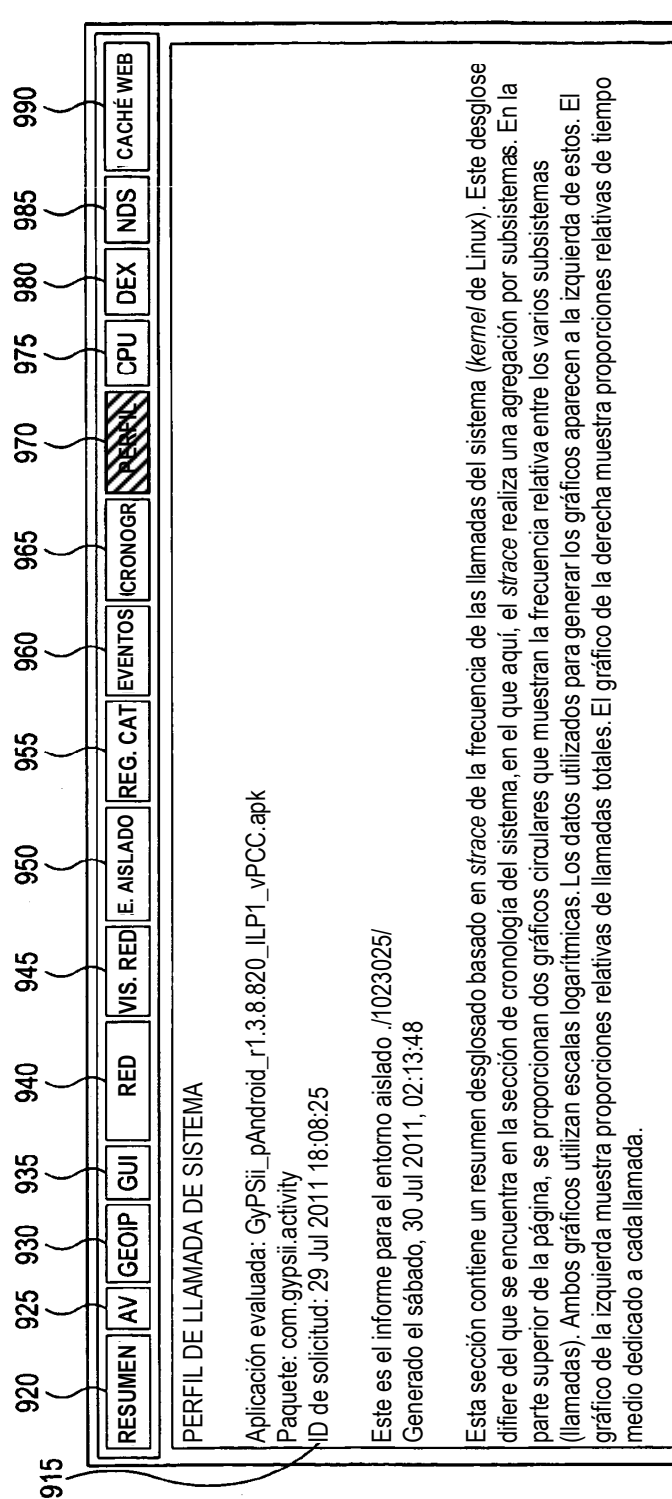 920 925 930 935 940 945 950 955 960 965 970 975 980 985 990
915
RESUMEN AV GEOIP GUI RED VIS. RED E. AISLADO REG. CAT EVENTOS CRONOGR PERFIL CPU DEX NDS CACHÉ WEB
PERFIL DE LLAMADA DE SISTEMA
Aplicación evaluada: GyPSii_pAndroid_r1.3.8.820_ILP1_vPCC.apk
Paquete: com.gypsii.activity
ID de solicitud: 29 Jul 2011 18:08:25
Este es el informe para el entorno aislado ./1023025/
Generado el sábado, 30 Jul 2011, 02:13:48
Esta sección contiene un resumen desglosado basado en strace de la frecuencia de las llamadas del sistema (kernel de Linux). Este desglose
difiere del que se encuentra en la sección de cronología del sistema, en el que aquí, el strace realiza una agregación por subsistemas. En la
parte superior de la página, se proporcionan dos gráficos circulares que muestran la frecuencia relativa entre los varios subsistemas
(llamadas). Ambos gráficos utilizan escalas logarítmicas. Los datos utilizados para generar los gráficos aparecen a la izquierda de estos. El
gráfico de la izquierda muestra proporciones relativas de llamadas totales. El gráfico de la derecha muestra proporciones relativas de tiempo
medio dedicado a cada llamada.